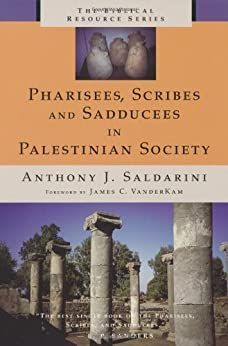 THE BIBLICAL
RESOURCE SERIES
PHARISEES, SCRIBES
AND SADDUCEES
IN
PALESTINIAN SOCIETY
ANTHONY J. SALDARINI
FOREWORD BY JAMES C. VANDERKAM
"THE BEST SINGLE BOOK ON THE PHARISEES,
SCRIBES, AND SADDUCEES."
E. P. SANDERS